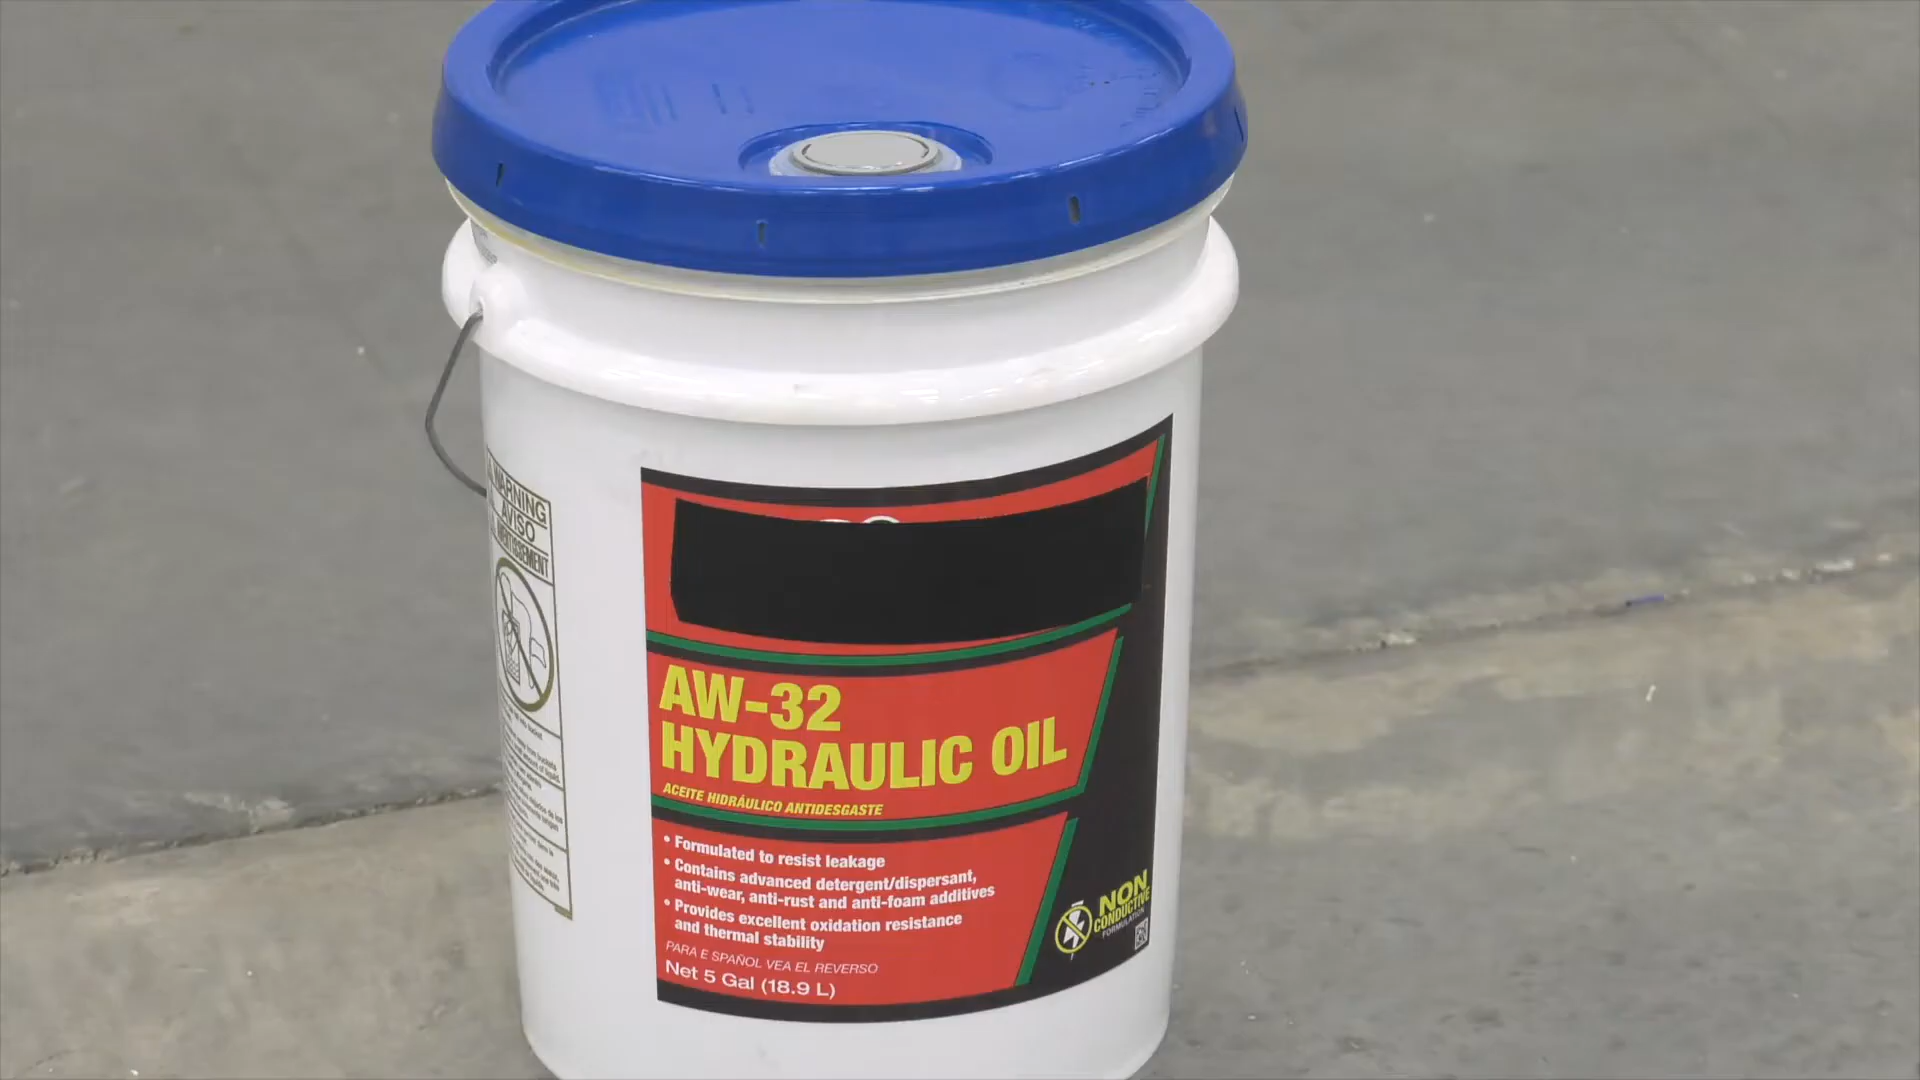 WARNING
AVISO
AVERTISSEMENT
AW-32
HYDRAULIC OIL
ACEITE HIDRÁULICO ANTIDESGASTE
• Formulated to resist leakage
• Contains advanced detergent/dispersant,
anti-wear, anti-rust and anti-foam additives
• Provides excellent oxidation resistance
and thermal stability
PARA E SPAÑOL VEA EL REVERSO
Net 5 Gal (18.9 L)
NON
CONDUCTIVE
FORMULATION